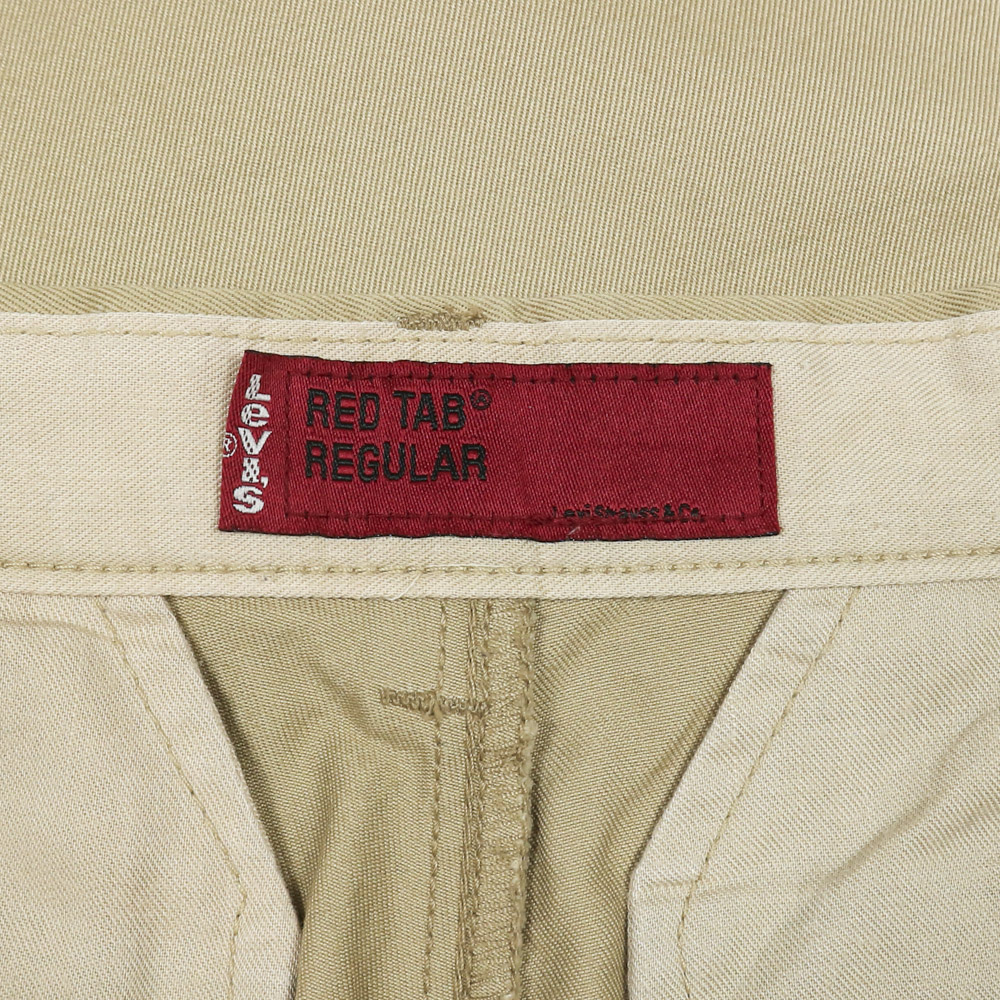 Levi's
®
RED TAB®
REGULAR
Levi Strauss & Co.